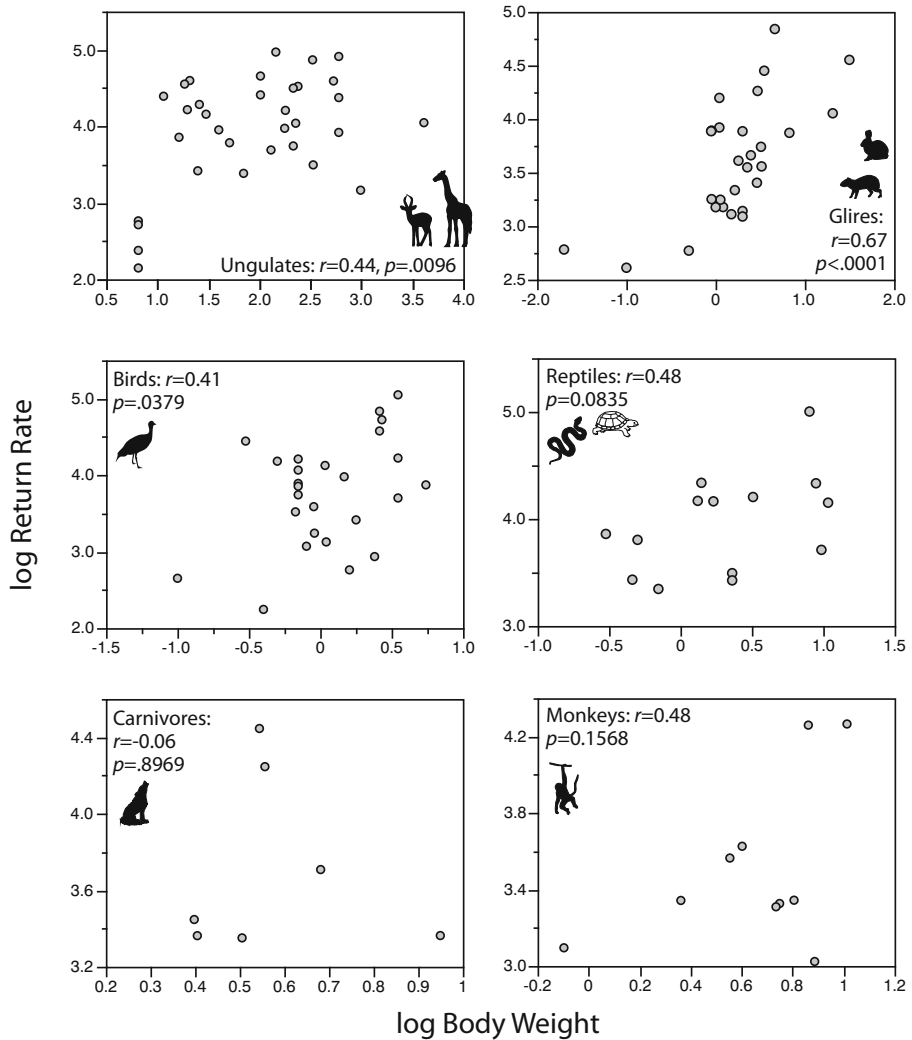 5.0
4.0
3.0
2.0
0.5 1.0 1.5 2.0 2.5 3.0 3.5 4.0
Ungulates: r=0.44, p=.0096
5.0
4.5
4.0
3.5
3.0
2.5
-2.0 -1.0 0 1.0 2.0
Glires:
r=0.67
p<.0001
log Return Rate
Birds: r=0.41
p=.0379
5.0
4.0
3.0
2.0
-1.5 -1.0 -0.5 0 0.5 1.0
Reptiles: r=0.48
p=0.0835
5.0
4.0
3.0
-1.0 -0.5 0 0.5 1.0 1.5
Carnivores:
r=-0.06
p=.8969
4.4
4.0
3.6
3.2
0.2 0.3 0.4 0.5 0.6 0.7 0.8 0.9 1
Monkeys: r=0.48
p=0.1568
4.2
3.8
3.4
3.0
-0.2 0 0.2 0.4 0.6 0.8 1 1.2
log Body Weight